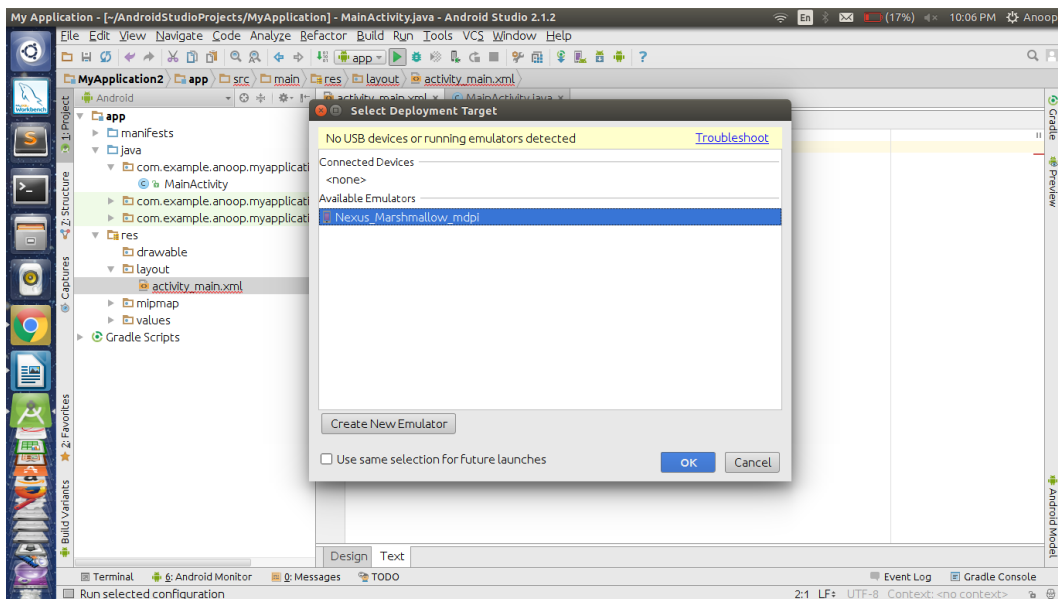 My Application - [~/AndroidStudioProjects/MyApplication] - MainActivity.java - Android Studio 2.1.2
En
(17%)
10:06 PM
Anoop
File Edit View Navigate Code Analyze Refactor Build Run Tools VCS Window Help
app
MyApplication2 app src main res layout activity_main.xml
Android
activity_main.xml
MainActivity.java
Select Deployment Target
No USB devices or running emulators detected
Troubleshoot
Connected Devices
<none>
Available Emulators
Nexus_Marshmallow_mdpi
Create New Emulator
Use same selection for future launches
OK
Cancel
app
manifests
java
com.example.anoop.myapplicati
MainActivity
com.example.anoop.myapplicati
com.example.anoop.myapplicati
res
drawable
layout
activity_main.xml
mipmap
values
Gradle Scripts
1: Project
Z: Structure
Captures
2: Favorites
Build Variants
Gradle
Preview
Android Model
Workbench
Design Text
Terminal
6: Android Monitor
0: Messages
TODO
Event Log
Gradle Console
Run selected configuration
2:1 LF÷ UTF-8 Context: <no context>